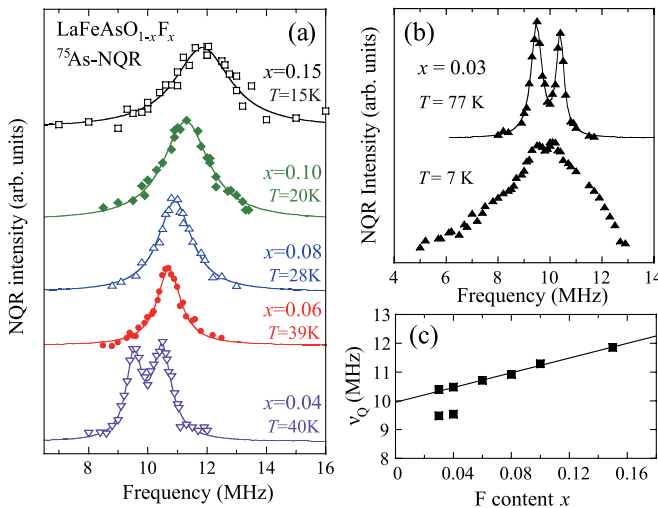 LaFeAsO1-xFx
75As-NQR
(a)
x=0.15
T=15K
x=0.10
T=20K
x=0.08
T=28K
x=0.06
T=39K
x=0.04
T=40K
NQR intensity (arb. units)
8 10 12 14 16
Frequency (MHz)
(b)
x = 0.03
T = 77 K
T = 7 K
NQR Intensity (arb. units)
4 6 8 10 12 14
Frequency (MHz)
(c)
13
12
11
10
9
8
νQ (MHz)
0 0.04 0.08 0.12 0.16
F content x